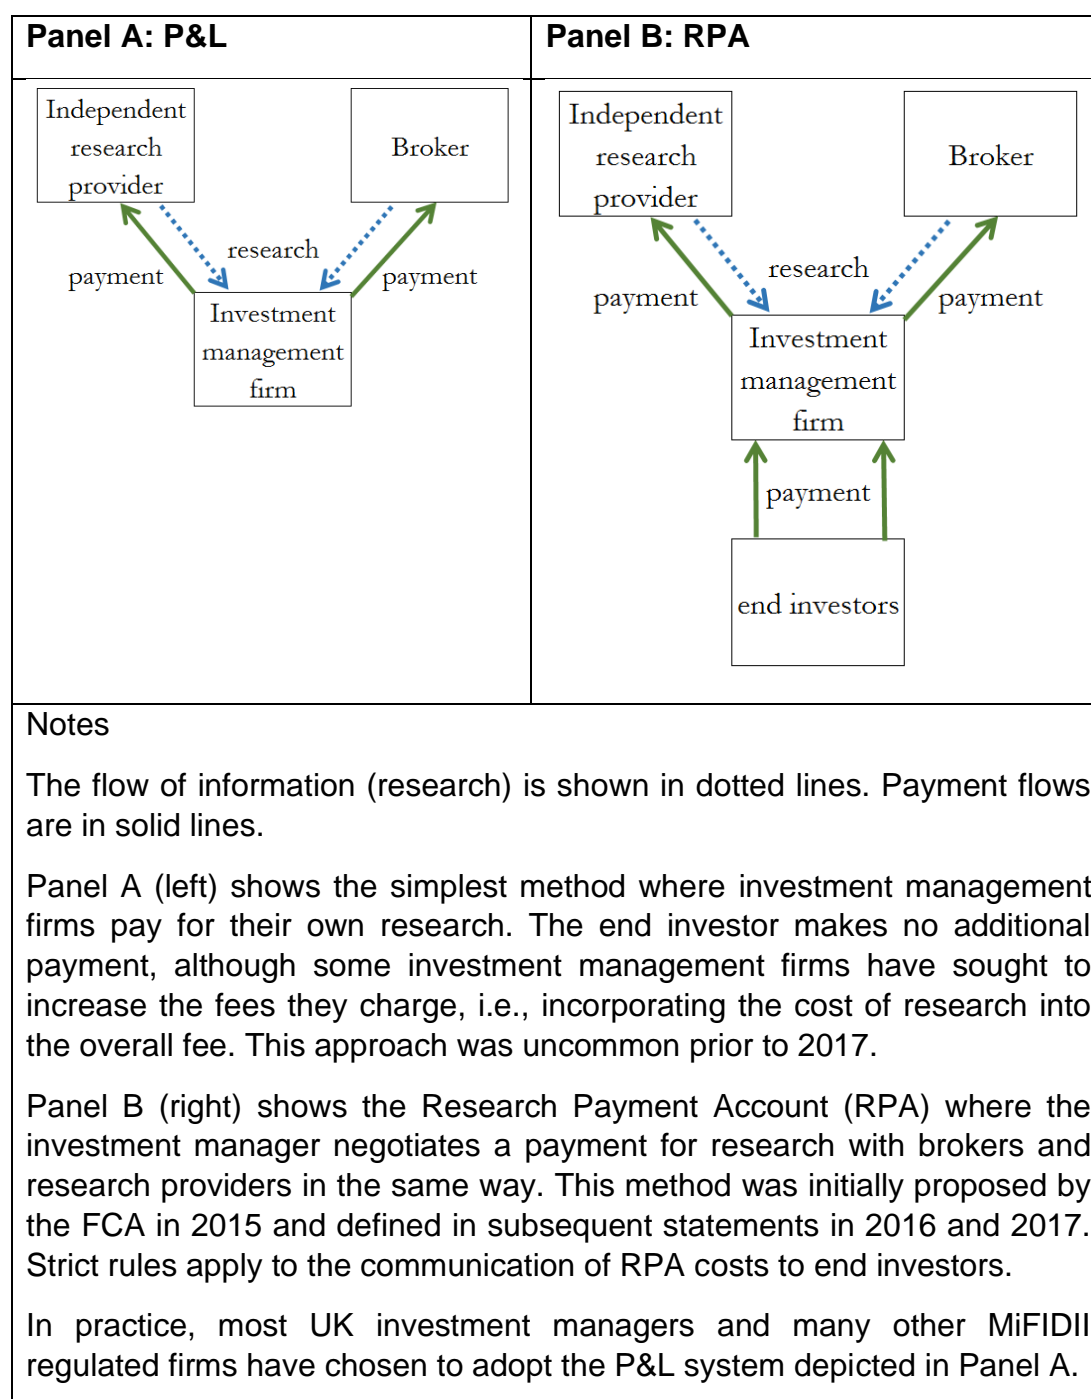 Panel A: P&L
Panel B: RPA
Independent
research
provider
Broker
research
payment
payment
Investment
management
firm
Independent
research
provider
Broker
research
payment
payment
Investment
management
firm
payment
end investors
Notes
The flow of information (research) is shown in dotted lines. Payment flows
are in solid lines.
Panel A (left) shows the simplest method where investment management
firms pay for their own research. The end investor makes no additional
payment, although some investment management firms have sought to
increase the fees they charge, i.e., incorporating the cost of research into
the overall fee. This approach was uncommon prior to 2017.
Panel B (right) shows the Research Payment Account (RPA) where the
investment manager negotiates a payment for research with brokers and
research providers in the same way. This method was initially proposed by
the FCA in 2015 and defined in subsequent statements in 2016 and 2017.
Strict rules apply to the communication of RPA costs to end investors.
In practice, most UK investment managers and many other MiFIDII
regulated firms have chosen to adopt the P&L system depicted in Panel A.